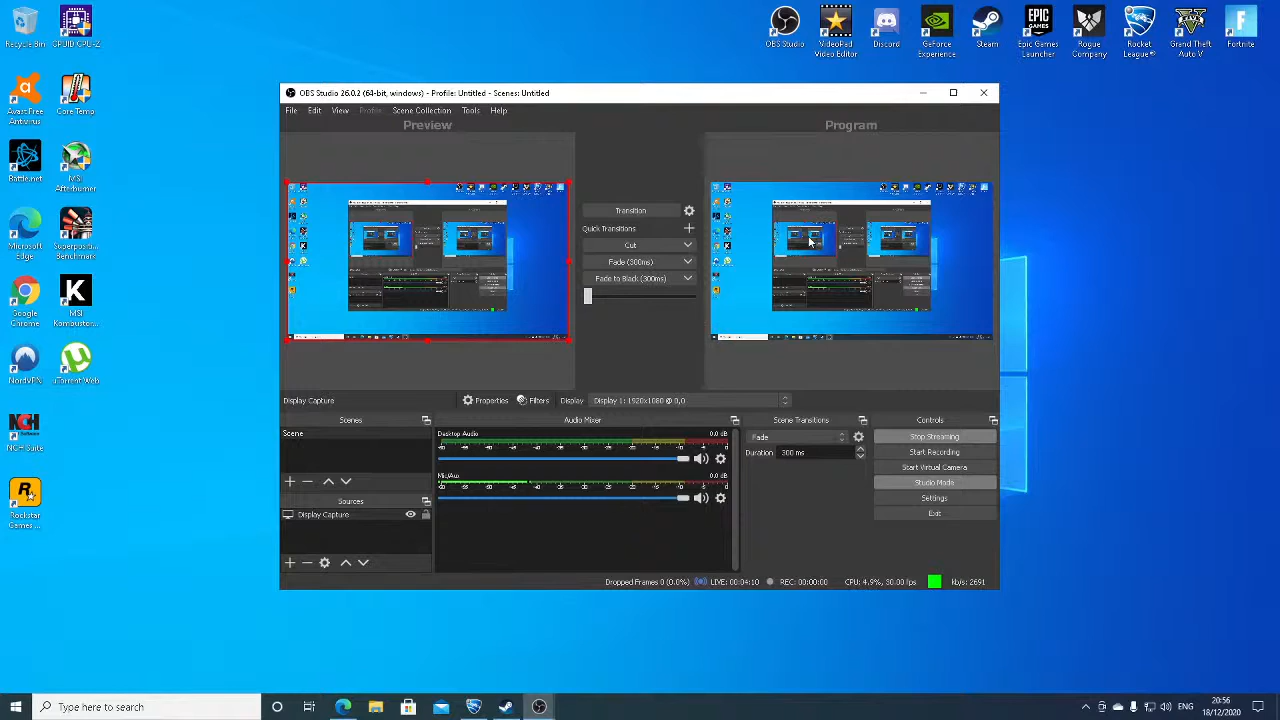 Recycle Bin
CPUID CPU-Z
OBS Studio
VideoPad
Video Editor
Discord
GeForce
Experience
Steam
Epic Games
Launcher
Rogue
Company
Rocket
League®
Grand Theft
Auto V
Fortnite
Avast Free
Antivirus
Core Temp
Battle.net
MSI
Afterburner
Microsoft
Edge
Superpositi...
Google
Chrome
MSI
Kombustor...
NordVPN
uTorrent Web
NCH Suite
Rockstar
Games ...
OBS Studio 26.0.2 (64-bit, windows) - Profile: Untitled - Scenes: Untitled
File Edit View Profile Scene Collection Tools Help
Preview
Program
Transition
Quick Transitions
Cut
Fade (300ms)
Fade to Black (300ms)
Display Capture
Properties
Filters
Display
Display 1: 1920x1080 @ 0,0
Scenes
Audio Mixer
Scene Transitions
Controls
Scene
Sources
Display Capture
Desktop Audio
0.0 dB
Mic/Aux
0.0 dB
Fade
Duration
300 ms
Stop Streaming
Start Recording
Start Virtual Camera
Studio Mode
Settings
Exit
Dropped Frames 0 (0.0%)
LIVE: 00:04:10
REC: 00:00:00
CPU: 4.9%, 30.00 fps
kb/s: 2691
Type here to search
ENG
20:56
18/12/2020